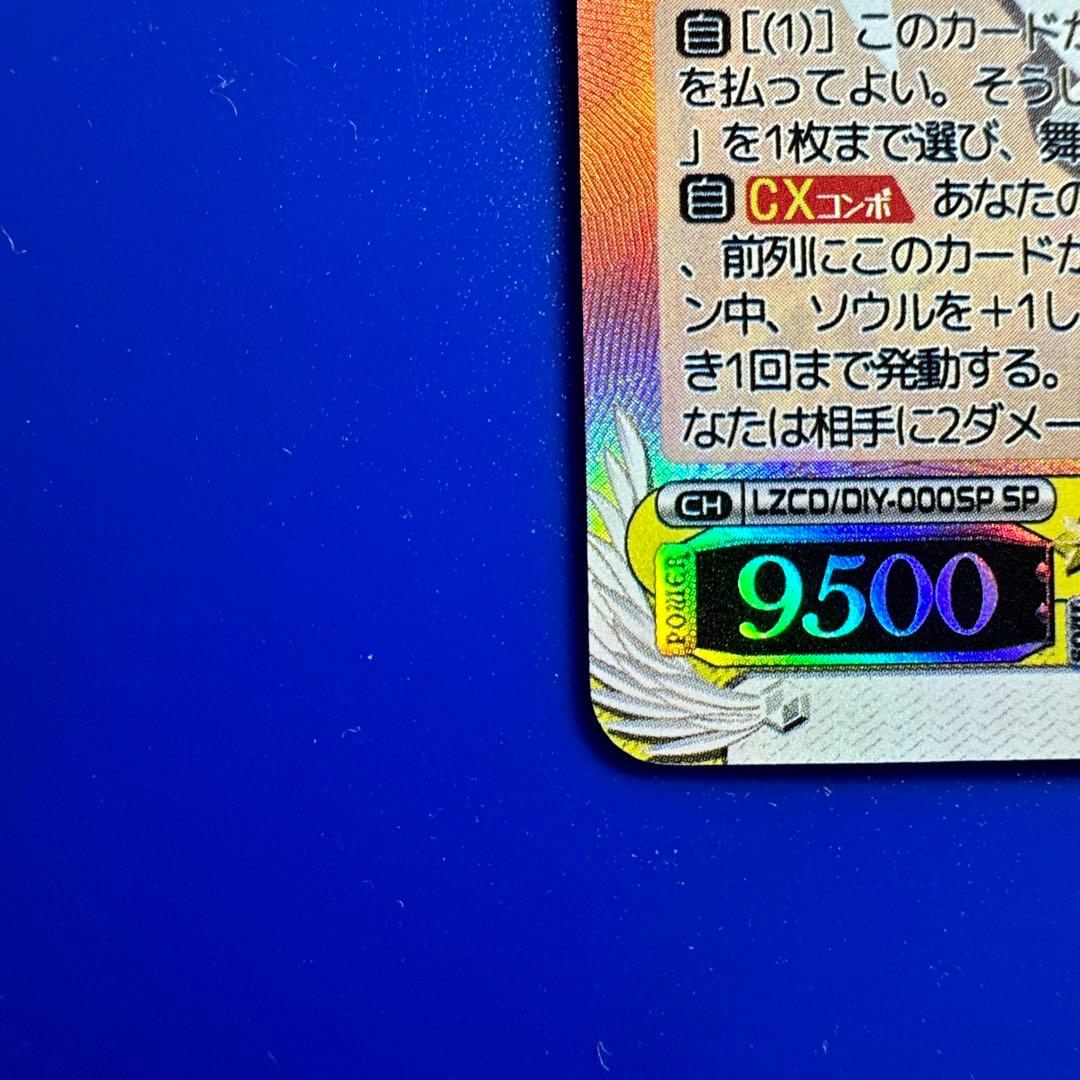 自[(1)] このカードが
を払ってよい。そうし
」を1枚まで選び、舞
自 CXコンボ あなたの
、前列にこのカードが
ン中、ソウルを+1し
き1回まで発動する。
なたは相手に2ダメー
CH LZCD/DIY-000SP SP
POWER 9500